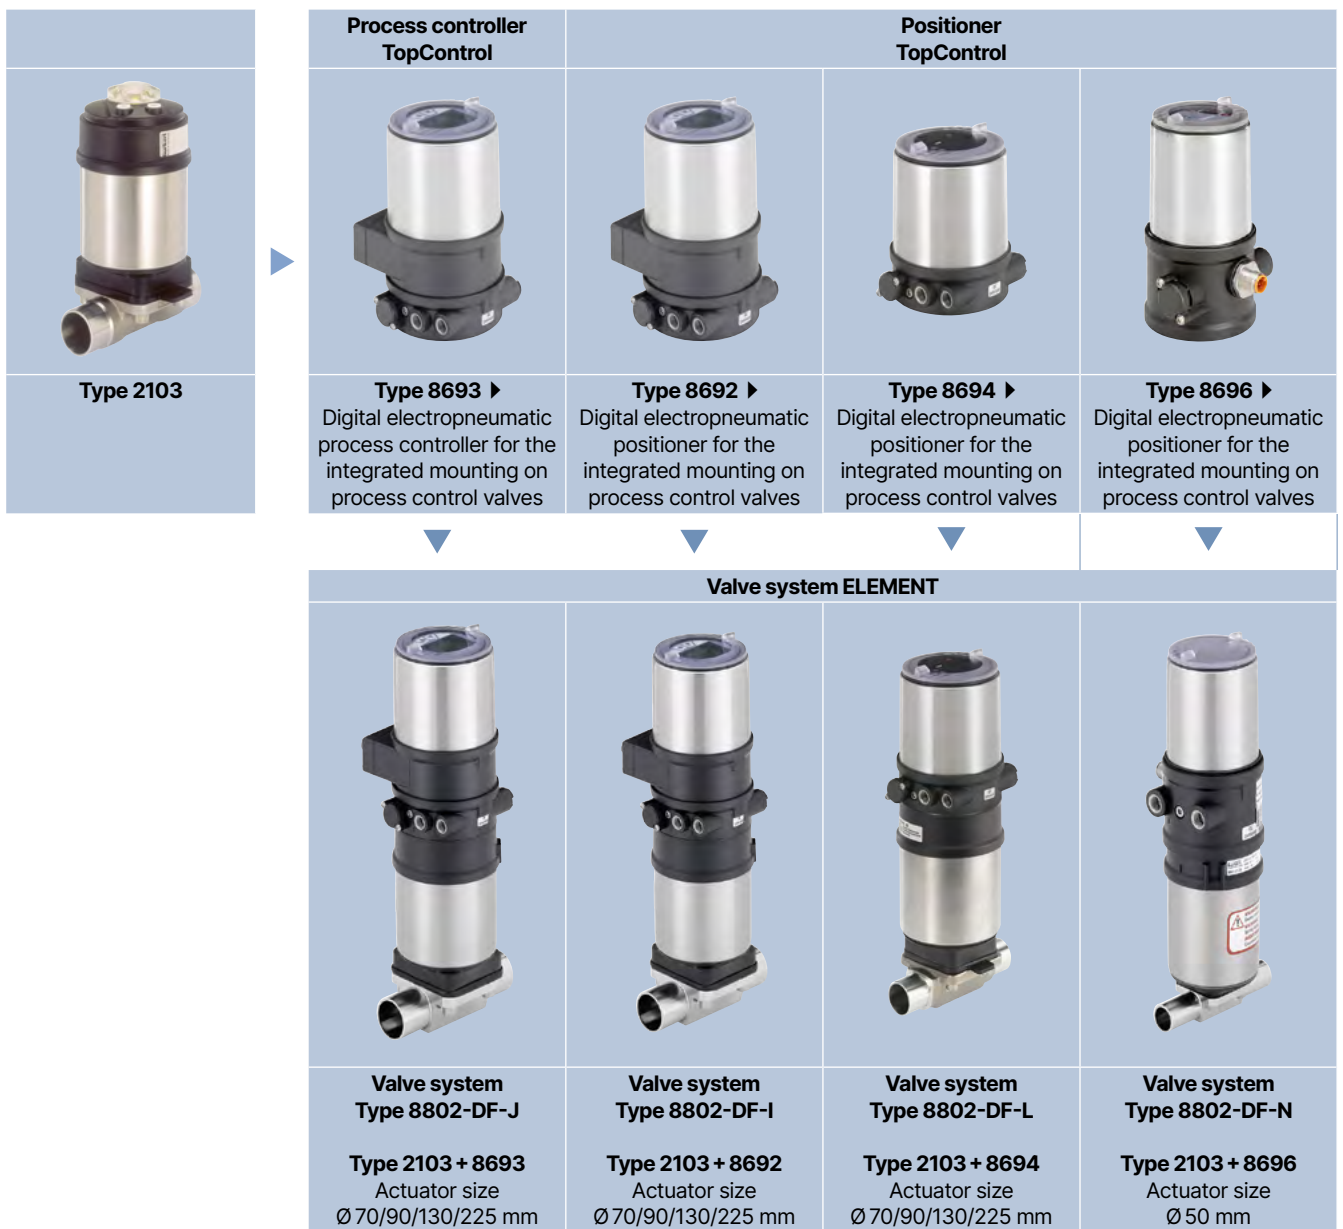 Process controller
TopControl
Positioner
TopControl
Type 2103
Type 8693
Digital electropneumatic
process controller for the
integrated mounting on
process control valves
Type 8692
Digital electropneumatic
positioner for the
integrated mounting on
process control valves
Type 8694
Digital electropneumatic
positioner for the
integrated mounting on
process control valves
Type 8696
Digital electropneumatic
positioner for the
integrated mounting on
process control valves
Valve system ELEMENT
Valve system
Type 8802-DF-J
Type 2103 + 8693
Actuator size
Ø 70/90/130/225 mm
Valve system
Type 8802-DF-I
Type 2103 + 8692
Actuator size
Ø 70/90/130/225 mm
Valve system
Type 8802-DF-L
Type 2103 + 8694
Actuator size
Ø 70/90/130/225 mm
Valve system
Type 8802-DF-N
Type 2103 + 8696
Actuator size
Ø 50 mm